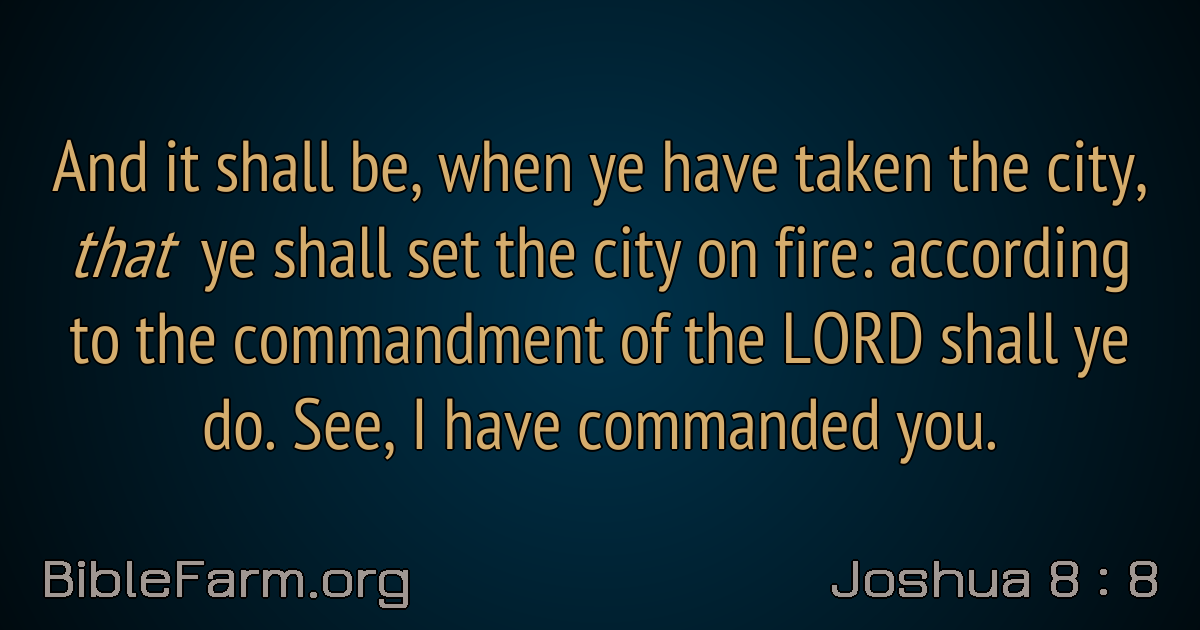 And it shall be, when ye have taken the city,
that ye shall set the city on fire: according
to the commandment of the LORD shall ye
do. See, I have commanded you.
BibleFarm.org
Joshua 8 : 8